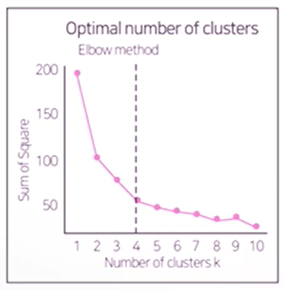 Optimal number of clusters
Elbow method
200
150
100
50
Sum of Square
1 2 3 4 5 6 7 8 9 10
Number of clusters k